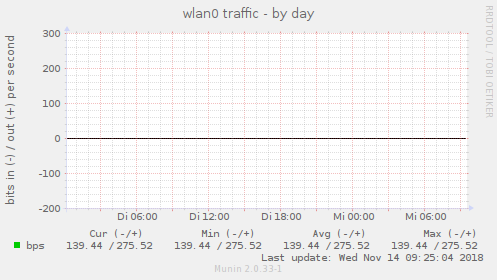 wlan0 traffic - by day
RRDTOOL / TOBI OETIKER
bits in (-) / out (+) per second
300
200
100
0
-100
-200
Di 06:00 Di 12:00 Di 18:00 Mi 00:00 Mi 06:00
Cur (-/+) Min (-/+) Avg (-/+) Max (-/+)
bps 139.44 /275.52 139.44 /275.52 139.44 /275.52 139.44 /275.52
Last update: Wed Nov 14 09:25:04 2018
Munin 2.0.33-1